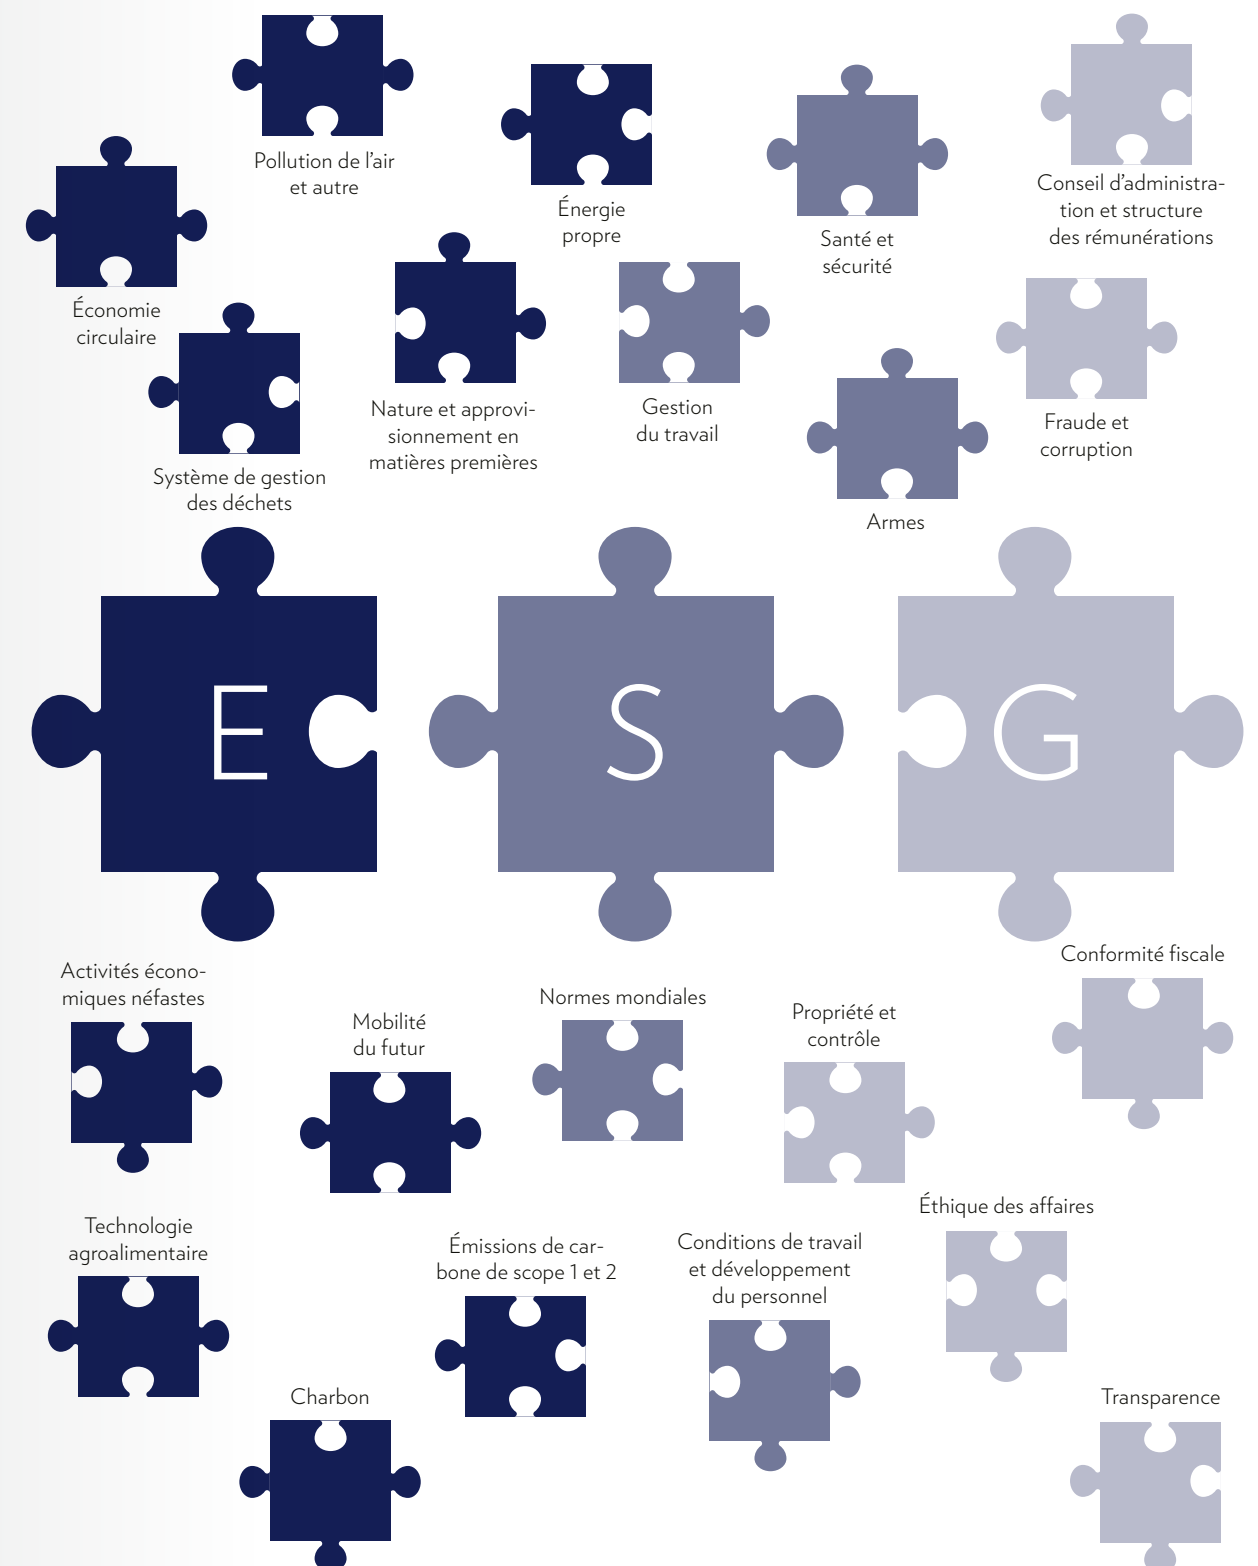 Pollution de l’air
et autre
Énergie
propre
Santé et
sécurité
Conseil d’administra-
tion et structure
des rémunérations
Économie
circulaire
Système de gestion
des déchets
Nature et approvi-
sionnement en
matières premières
Gestion
du travail
Armes
Fraude et
corruption
E
S
G
Activités écono-
miques néfastes
Mobilité
du futur
Normes mondiales
Propriété et
contrôle
Conformité fiscale
Technologie
agroalimentaire
Émissions de car-
bone de scope 1 et 2
Conditions de travail
et développement
du personnel
Éthique des affaires
Charbon
Transparence